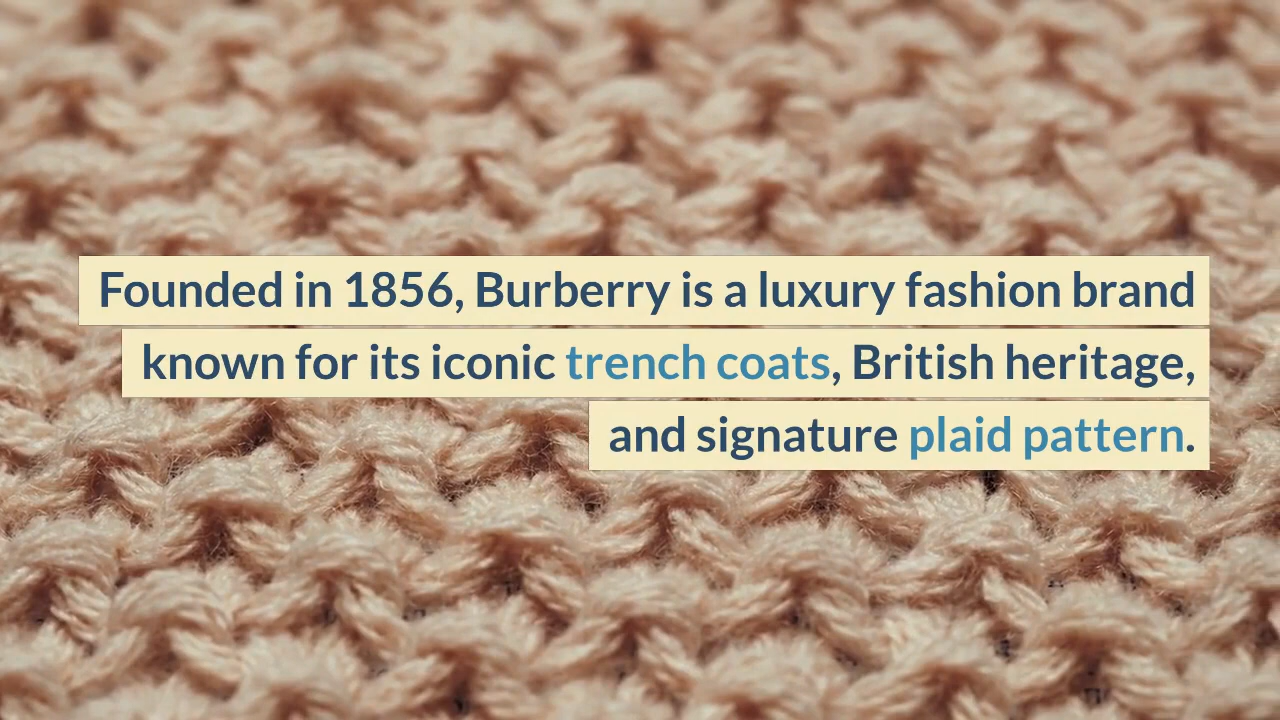 Founded in 1856, Burberry is a luxury fashion brand
known for its iconic trench coats, British heritage,
and signature plaid pattern.